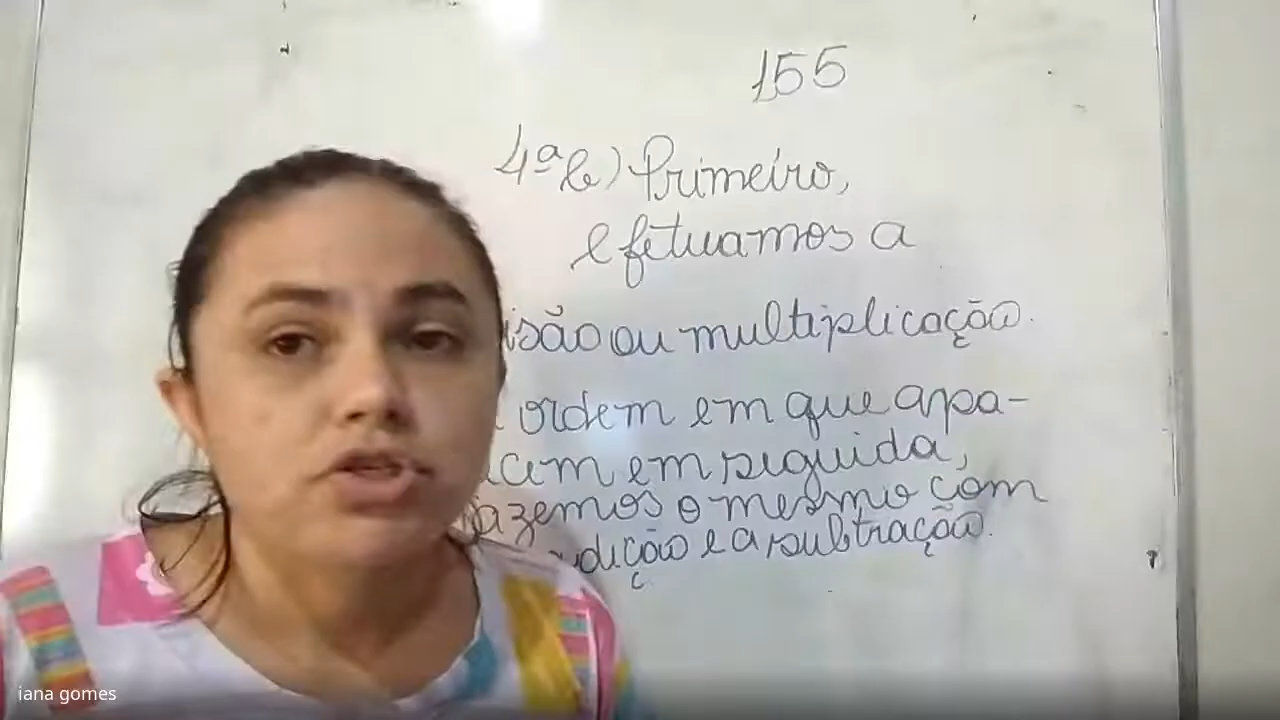 155
4ª b) Primeiro,
efetuamos a
isão ou multiplicação.
ordem em que apa-
cem em seguida,
azemos o mesmo com
dição e a subtração.
iana gomes